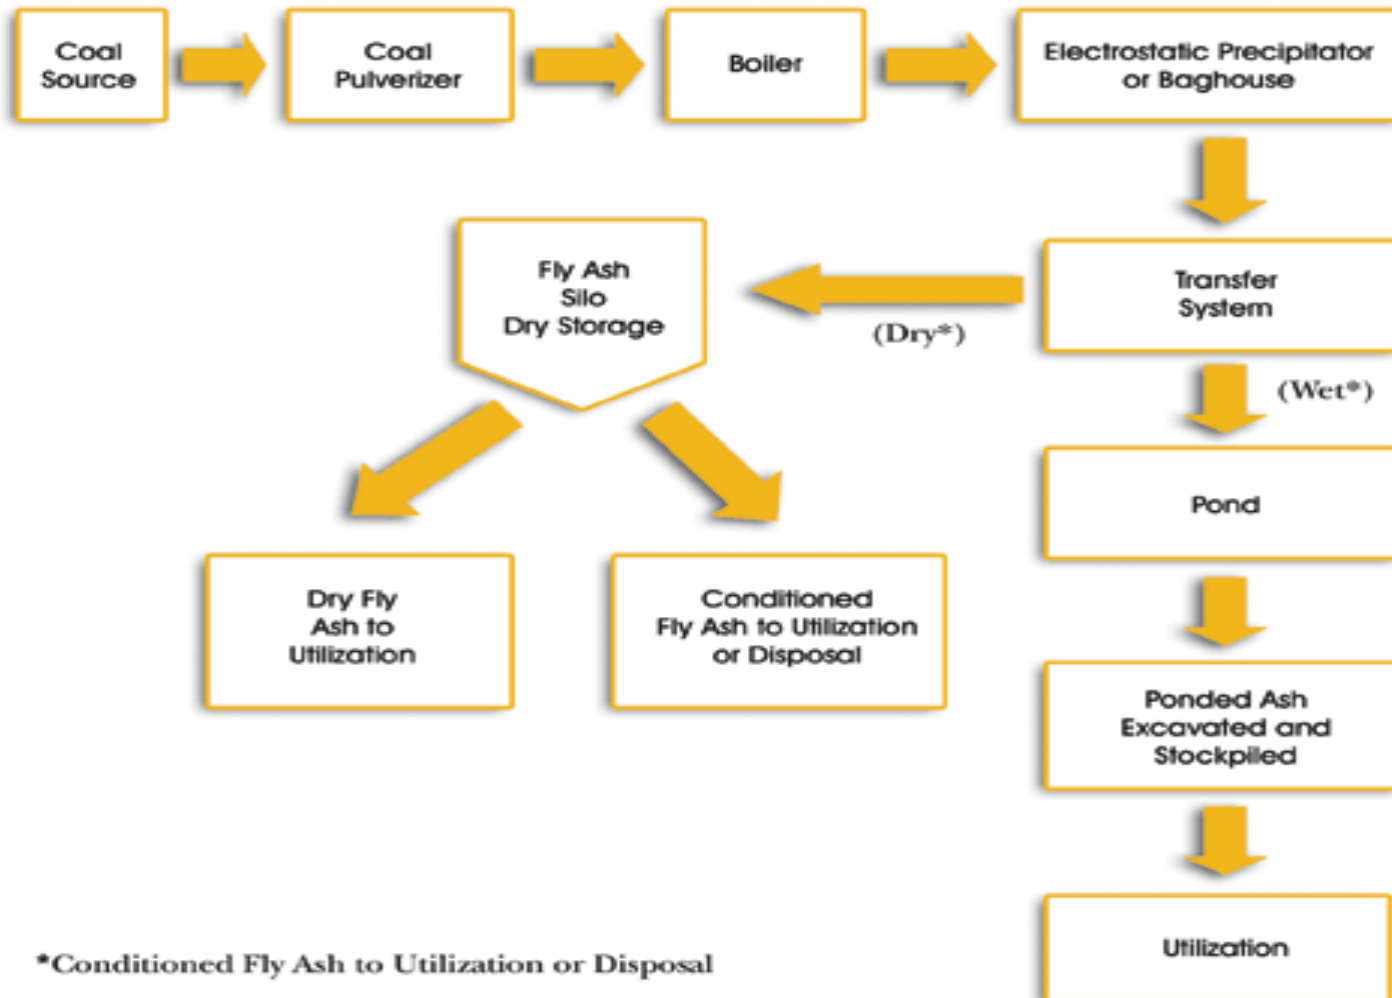 Coal
Source
Coal
Pulverizer
Boiler
Electrostatic Precipitator
or Baghouse
Fly Ash
Silo
Dry Storage
(Dry*)
Transfer
System
(Wet*)
Pond
Dry Fly
Ash to
Utilization
Conditioned
Fly Ash to Utilization
or Disposal
Ponded Ash
Excavated and
Stockpiled
Utilization
*Conditioned Fly Ash to Utilization or Disposal